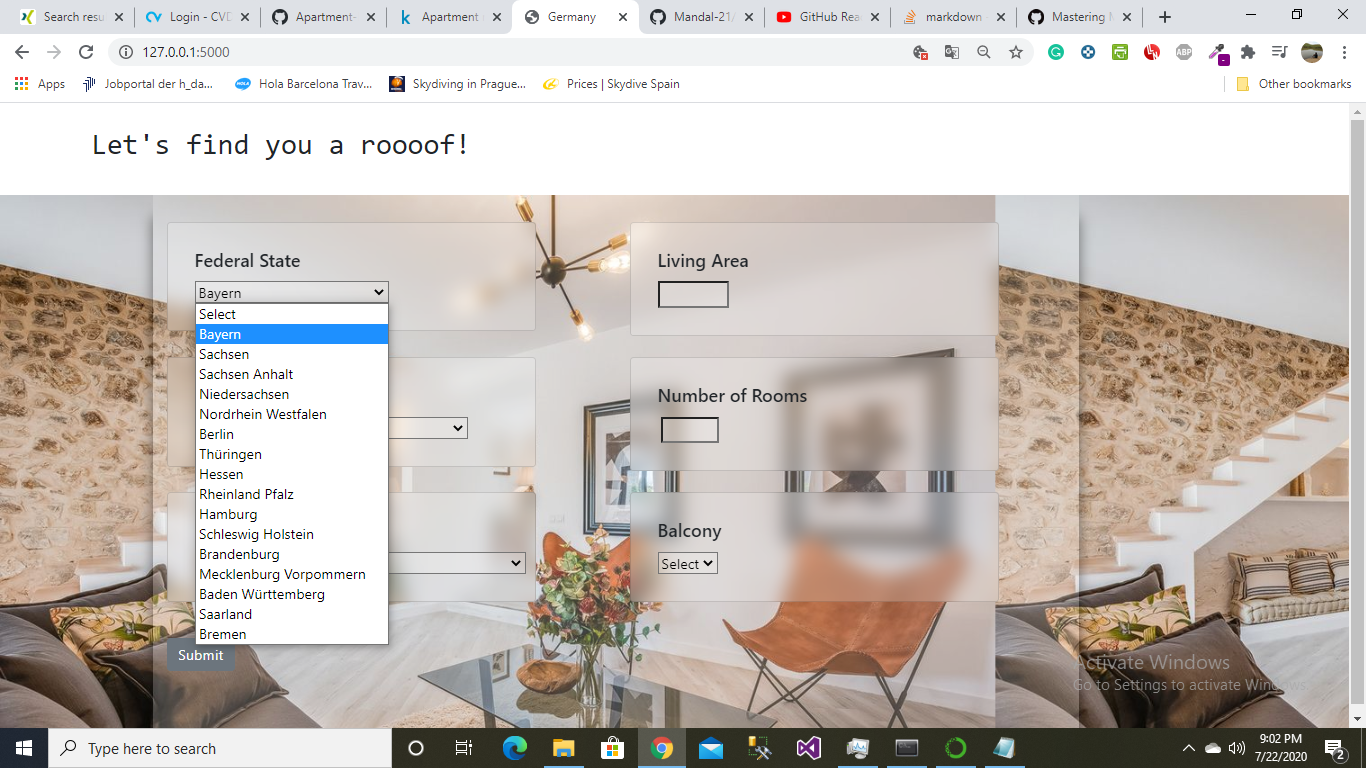 Search resu
Login - CVD
Apartment-
Apartment
Germany
Mandal-21/
GitHub Rea
markdown
Mastering M
127.0.0.1:5000
Apps
Jobportal der h_da...
Hola Barcelona Trav...
Skydiving in Prague...
Prices | Skydive Spain
Other bookmarks
Let's find you a roooof!
Federal State
Bayern
Select
Bayern
Sachsen
Sachsen Anhalt
Niedersachsen
Nordrhein Westfalen
Berlin
Thüringen
Hessen
Rheinland Pfalz
Hamburg
Schleswig Holstein
Brandenburg
Mecklenburg Vorpommern
Baden Württemberg
Saarland
Bremen
Living Area
Number of Rooms
Balcony
Select
Submit
Activate Windows
Go to Settings to activate Windows.
Type here to search
9:02 PM
7/22/2020
2